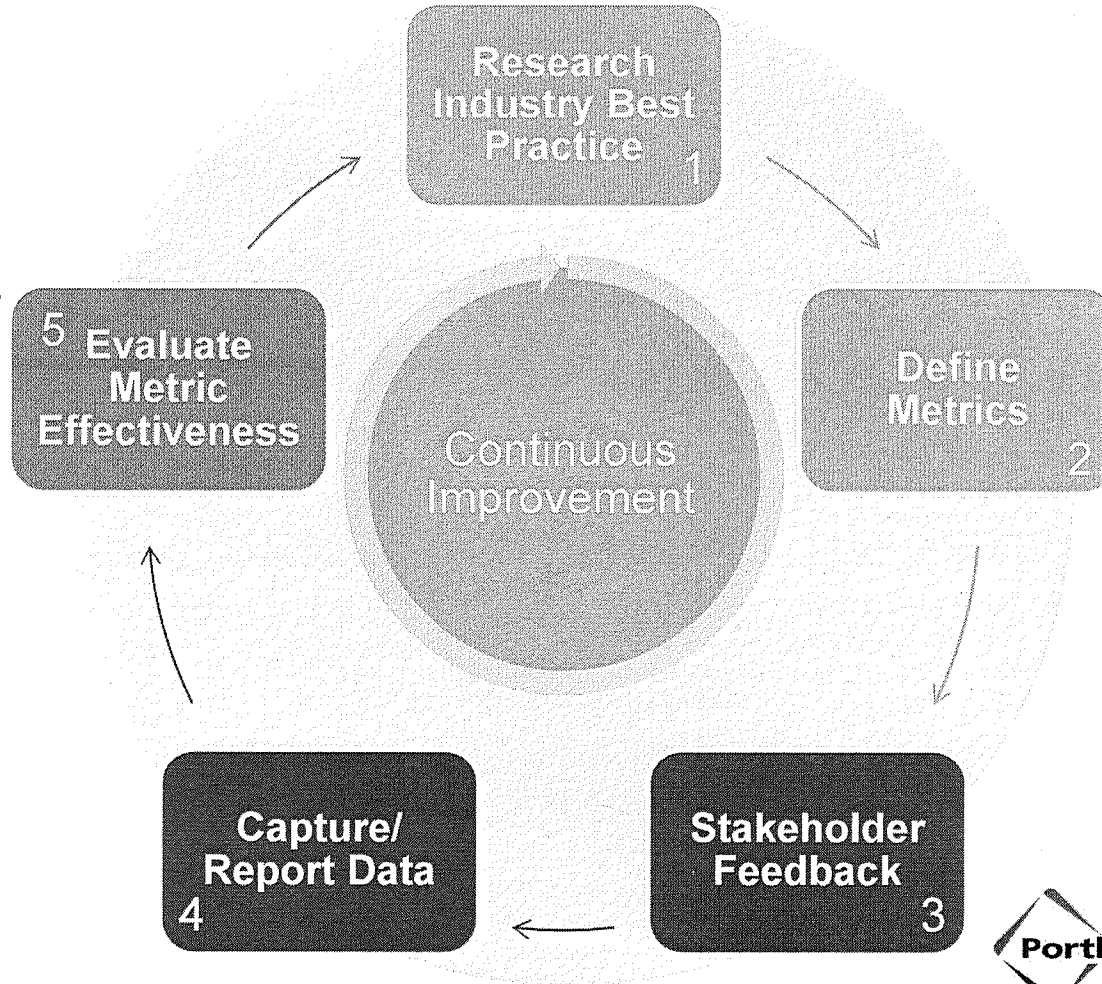 Research
Industry Best
Practice
1
Define
Metrics
2
Stakeholder
Feedback
3
Capture/
Report Data
4
5
Evaluate
Metric
Effectiveness
Continuous
Improvement